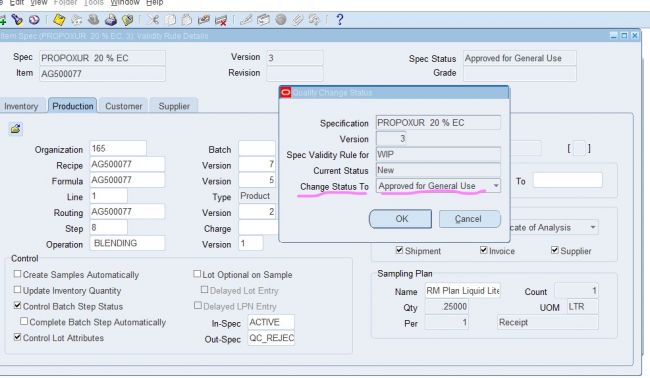 View Folder Tools Actions Window Help
Item Spec (PROPOXUR 20 % EC, 3): Validity Rule Details
Spec PROPOXUR 20 % EC Version 3 Spec Status Approved for General Use
Item AG500077 Revision Grade
Inventory Production Customer Supplier
Quality Change Status
Specification PROPOXUR 20 % EC
Version 3
Spec Validity Rule for WIP
Current Status New
Change Status To Approved for General Use
OK Cancel
Organization 165 Batch [ ]
Recipe AG500077 Version 7
Formula AG500077 Version 5 To
Line 1 Type Product
Routing AG500077 Version 2
Step 8 Charge cate of Analysis
Operation BLENDING Version 1 Shipment Invoice Supplier
Control
Create Samples Automatically Lot Optional on Sample
Update Inventory Quantity Delayed Lot Entry
Control Batch Step Status Delayed LPN Entry
Complete Batch Step Automatically In-Spec ACTIVE
Control Lot Attributes Out-Spec QC_REJEC
Sampling Plan
Name RM Plan Liquid Lite Count 1
Qty .25000 UOM LTR
Per 1 Receipt